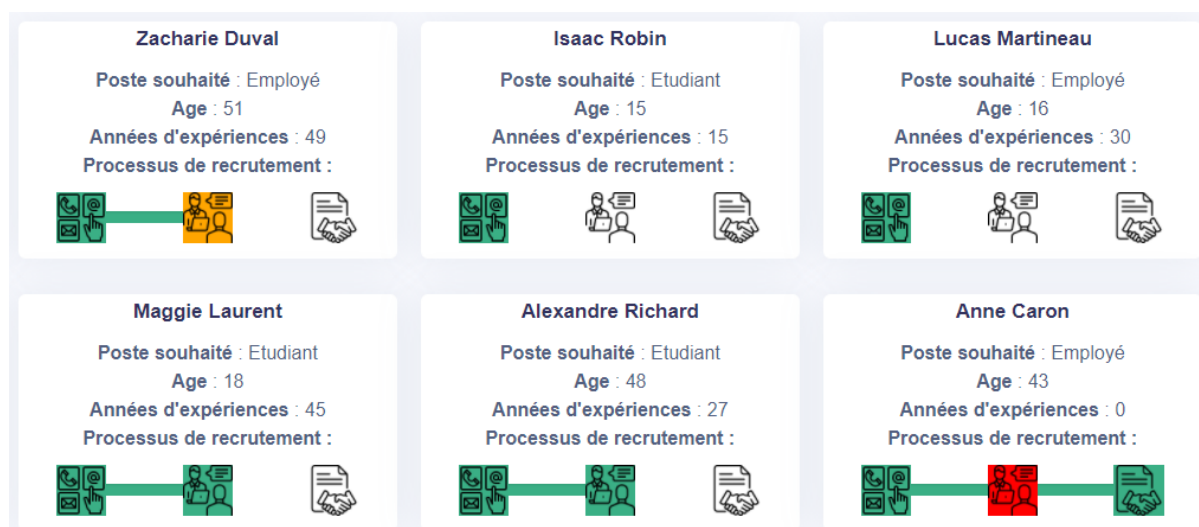 Zacharie Duval
Poste souhaité : Employé
Age : 51
Années d'expériences : 49
Processus de recrutement :
@
Isaac Robin
Poste souhaité : Etudiant
Age : 15
Années d'expériences : 15
Processus de recrutement :
@
Lucas Martineau
Poste souhaité : Employé
Age : 16
Années d'expériences : 30
Processus de recrutement :
@
Maggie Laurent
Poste souhaité : Etudiant
Age : 18
Années d'expériences : 45
Processus de recrutement :
@
Alexandre Richard
Poste souhaité : Etudiant
Age : 48
Années d'expériences : 27
Processus de recrutement :
@
Anne Caron
Poste souhaité : Employé
Age : 43
Années d'expériences : 0
Processus de recrutement :
@